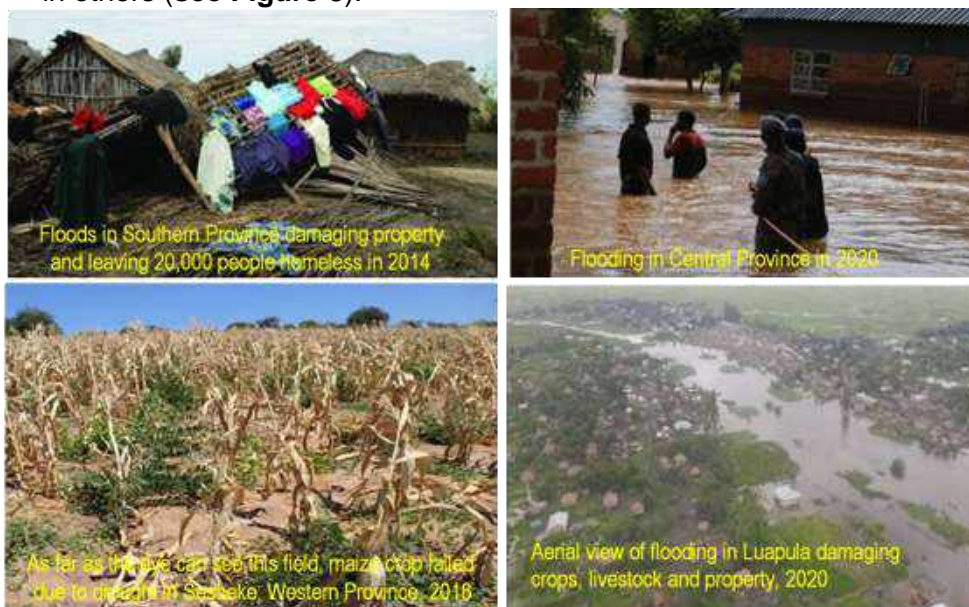 in others (see Figure 3).
Floods in Southern Province damaging property
and leaving 20,000 people homeless in 2014
Flooding in Central Province in 2020
As far as the eye can see this field, maize crop failed
due to drought in Sesheke, Western Province, 2018
Aerial view of flooding in Luapula damaging
crops, livestock and property, 2020